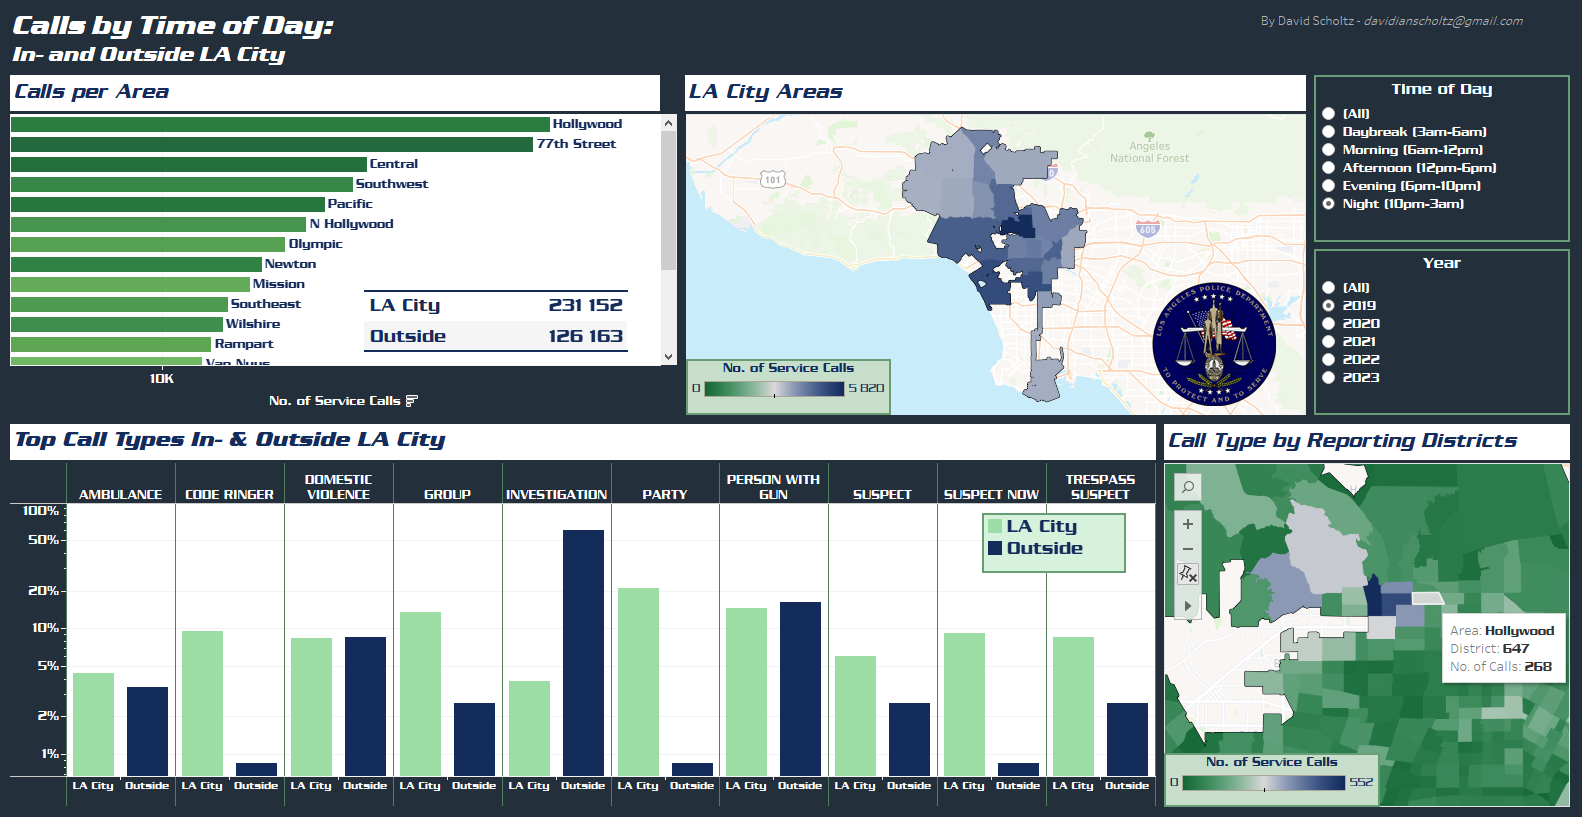 Calls by Time of Day:
In- and Outside LA City
By David Scholtz - davidianscholtz@gmail.com
Calls per Area
Hollywood
77th Street
Central
Southwest
Pacific
N Hollywood
Olympic
Newton
Mission
Southeast
Wilshire
Rampart
Van Nuys
LA City 231 152
Outside 126 163
10K
No. of Service Calls
LA City Areas
Angeles
National Forest
101
605
No. of Service Calls
0 5 820
LOS ANGELES POLICE DEPARTMENT
TO PROTECT AND TO SERVE
Time of Day
(All)
Daybreak (3am-6am)
Morning (6am-12pm)
Afternoon (12pm-6pm)
Evening (6pm-10pm)
Night (10pm-3am)
Year
(All)
2019
2020
2021
2022
2023
Top Call Types In- & Outside LA City
AMBULANCE
CODE RINGER
DOMESTIC
VIOLENCE
GROUP
INVESTIGATION
PARTY
PERSON WITH
GUN
SUSPECT
SUSPECT NOW
TRESPASS
SUSPECT
100%
50%
20%
10%
5%
2%
1%
LA City
Outside
LA City Outside LA City Outside LA City Outside LA City Outside LA City Outside LA City Outside LA City Outside LA City Outside LA City Outside LA City Outside
Call Type by Reporting Districts
Area: Hollywood
District: 647
No. of Calls: 268
No. of Service Calls
0 552